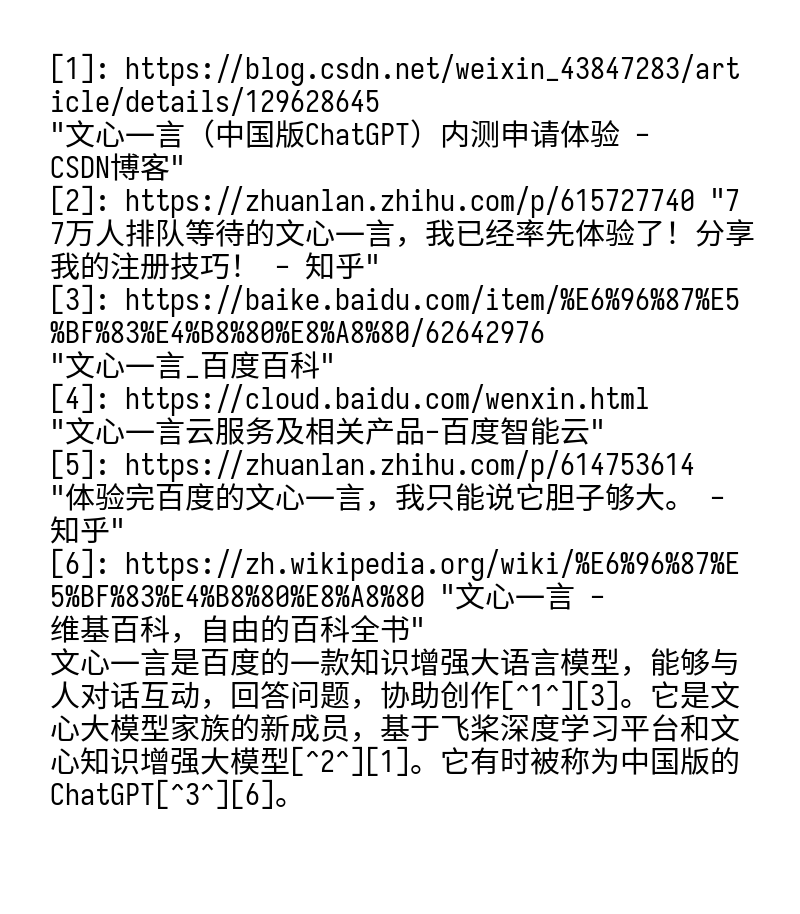 [1]: https://blog.csdn.net/weixin_43847283/art
icle/details/129628645
"文心一言（中国版ChatGPT）内测申请体验 -
CSDN博客"
[2]: https://zhuanlan.zhihu.com/p/615727740 "7
7万人排队等待的文心一言，我已经率先体验了！分享
我的注册技巧！ - 知乎"
[3]: https://baike.baidu.com/item/%E6%96%87%E5
%BF%83%E4%B8%80%E8%A8%80/62642976
"文心一言_百度百科"
[4]: https://cloud.baidu.com/wenxin.html
"文心一言云服务及相关产品-百度智能云"
[5]: https://zhuanlan.zhihu.com/p/614753614
"体验完百度的文心一言，我只能说它胆子够大。 -
知乎"
[6]: https://zh.wikipedia.org/wiki/%E6%96%87%E
5%BF%83%E4%B8%80%E8%A8%80 "文心一言 -
维基百科，自由的百科全书"
文心一言是百度的一款知识增强大语言模型，能够与
人对话互动，回答问题，协助创作[^1^][3]。它是文
心大模型家族的新成员，基于飞桨深度学习平台和文
心知识增强大模型[^2^][1]。它有时被称为中国版的
ChatGPT[^3^][6]。